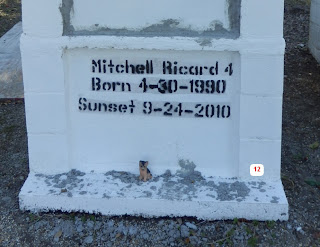 Mitchell Ricard 4
Born 4-30-1990
Sunset 9-24-2010
12